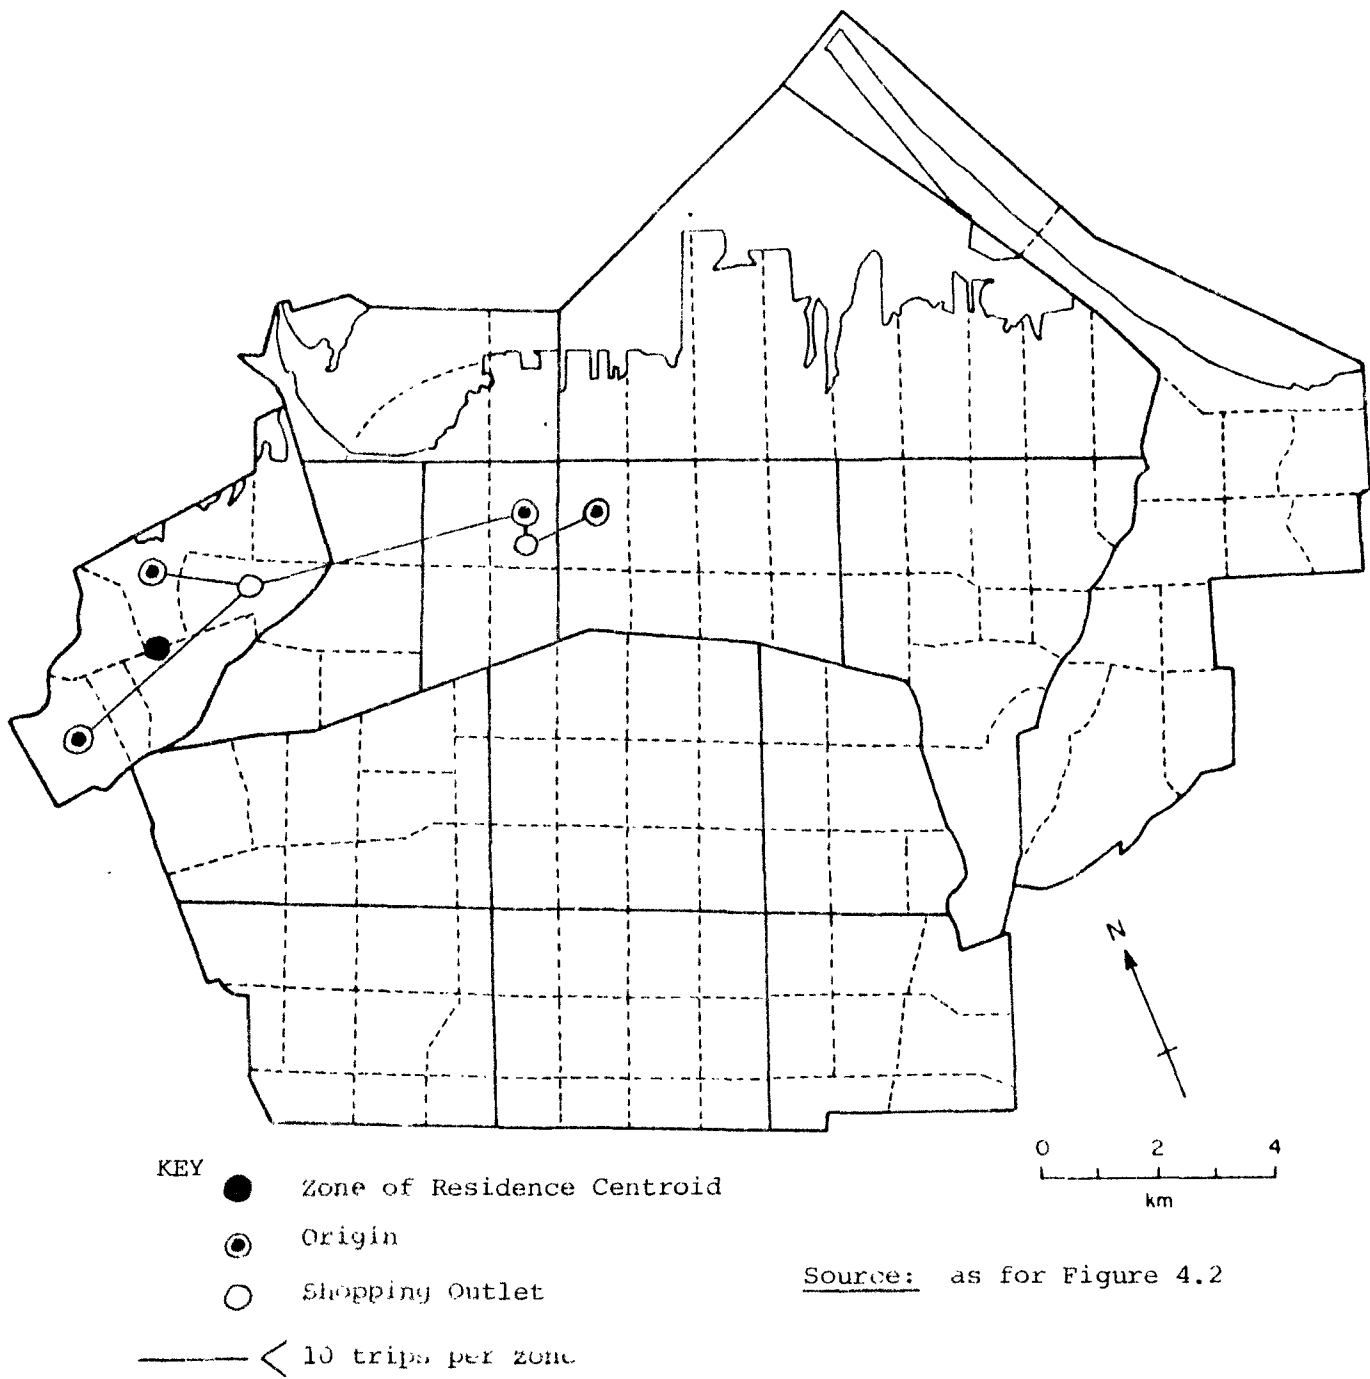 N
0 2 4
km
KEY
Zone of Residence Centroid
Origin
Shopping Outlet
Source: as for Figure 4.2
< 10 trips per zone